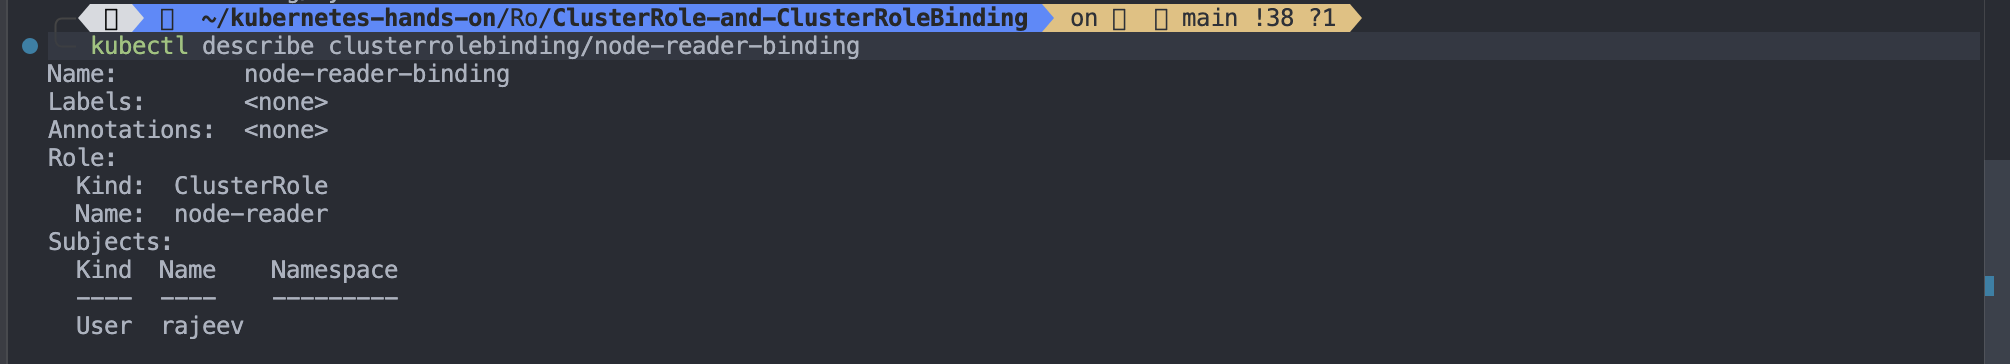 ~/kubernetes-hands-on/Ro/ClusterRole-and-ClusterRoleBinding on main !38 ?1
kubectl describe clusterrolebinding/node-reader-binding
Name: node-reader-binding
Labels: <none>
Annotations: <none>
Role:
Kind: ClusterRole
Name: node-reader
Subjects:
Kind Name Namespace
---- ---- ---------
User rajeev